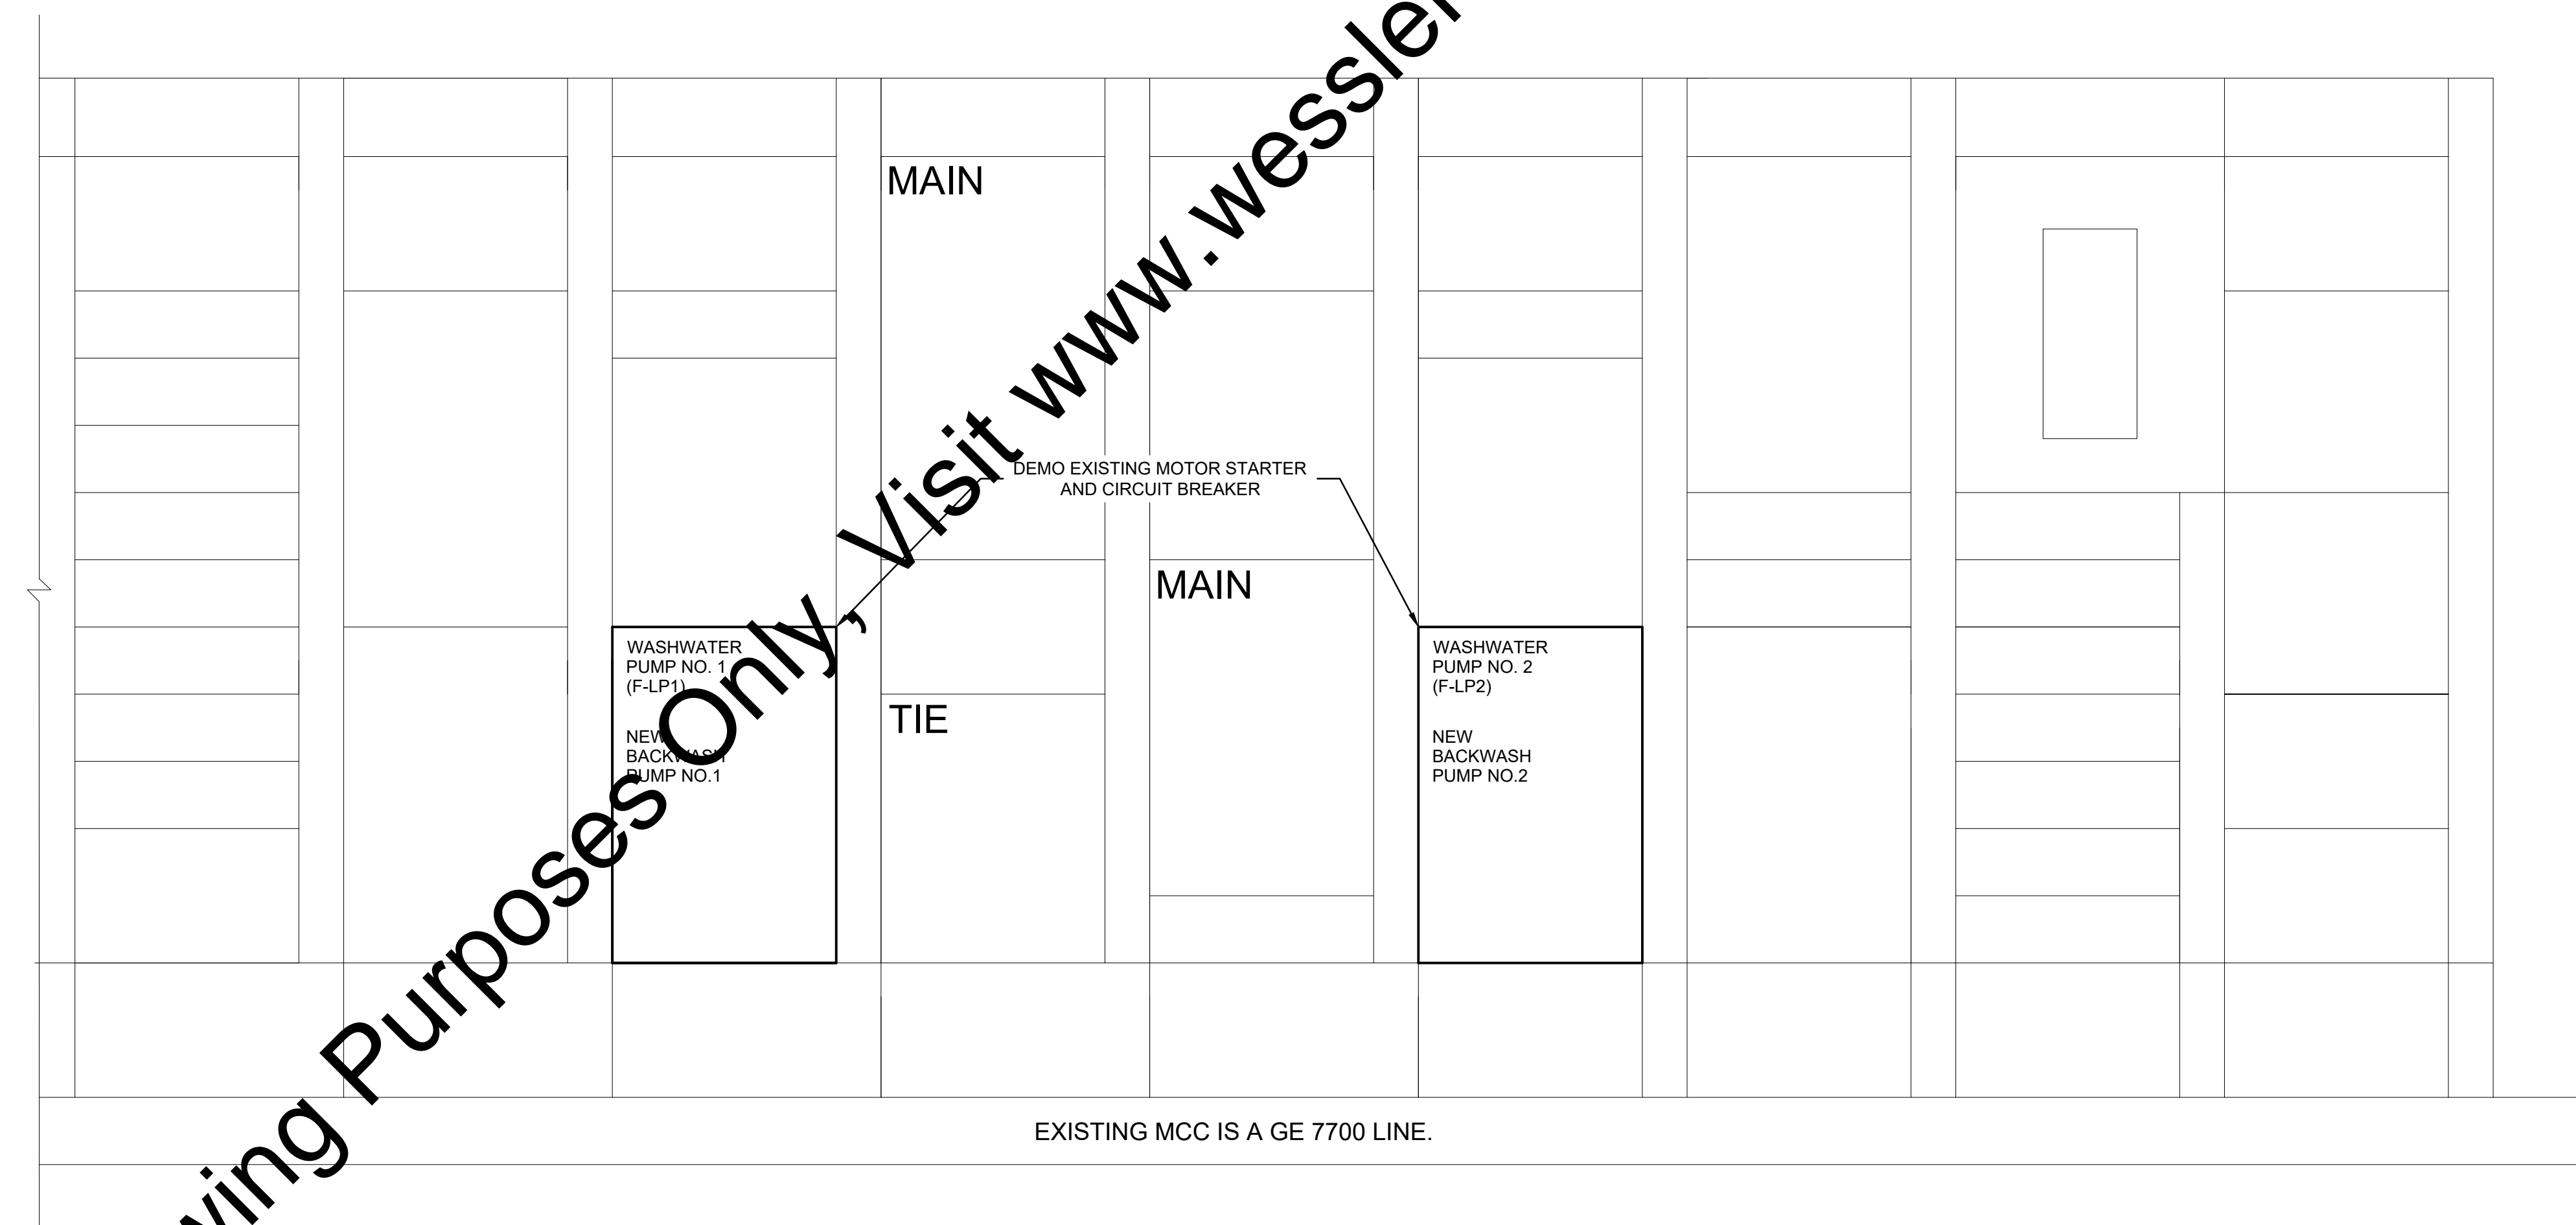 MAIN
DEMO EXISTING MOTOR STARTER
AND CIRCUIT BREAKER
MAIN
WASHWATER
PUMP NO. 1
(F-LP1)
NEW
BACKWASH
PUMP NO.1
TIE
WASHWATER
PUMP NO. 2
(F-LP2)
NEW
BACKWASH
PUMP NO.2
EXISTING MCC IS A GE 7700 LINE.
Purposes Only, Visit www.wessler